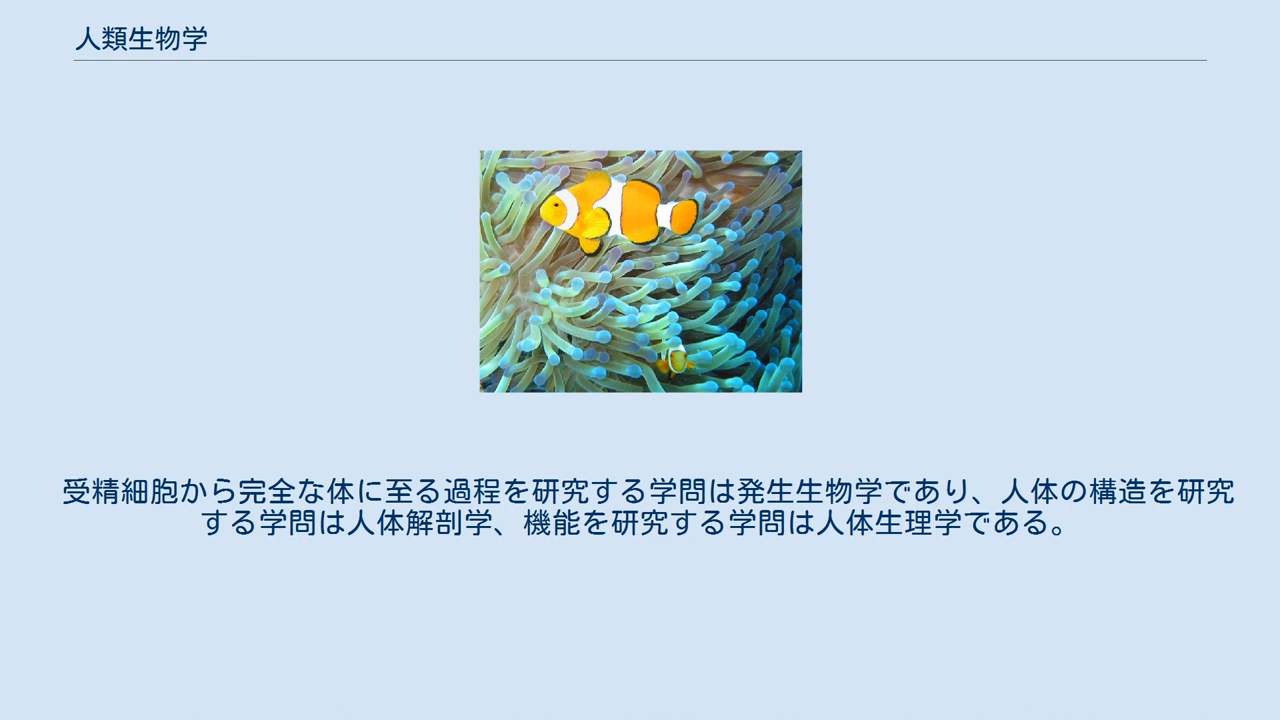 人類生物学
受精細胞から完全な体に至る過程を研究する学問は発生生物学であり、人体の構造を研究
する学問は人体解剖学、機能を研究する学問は人体生理学である。